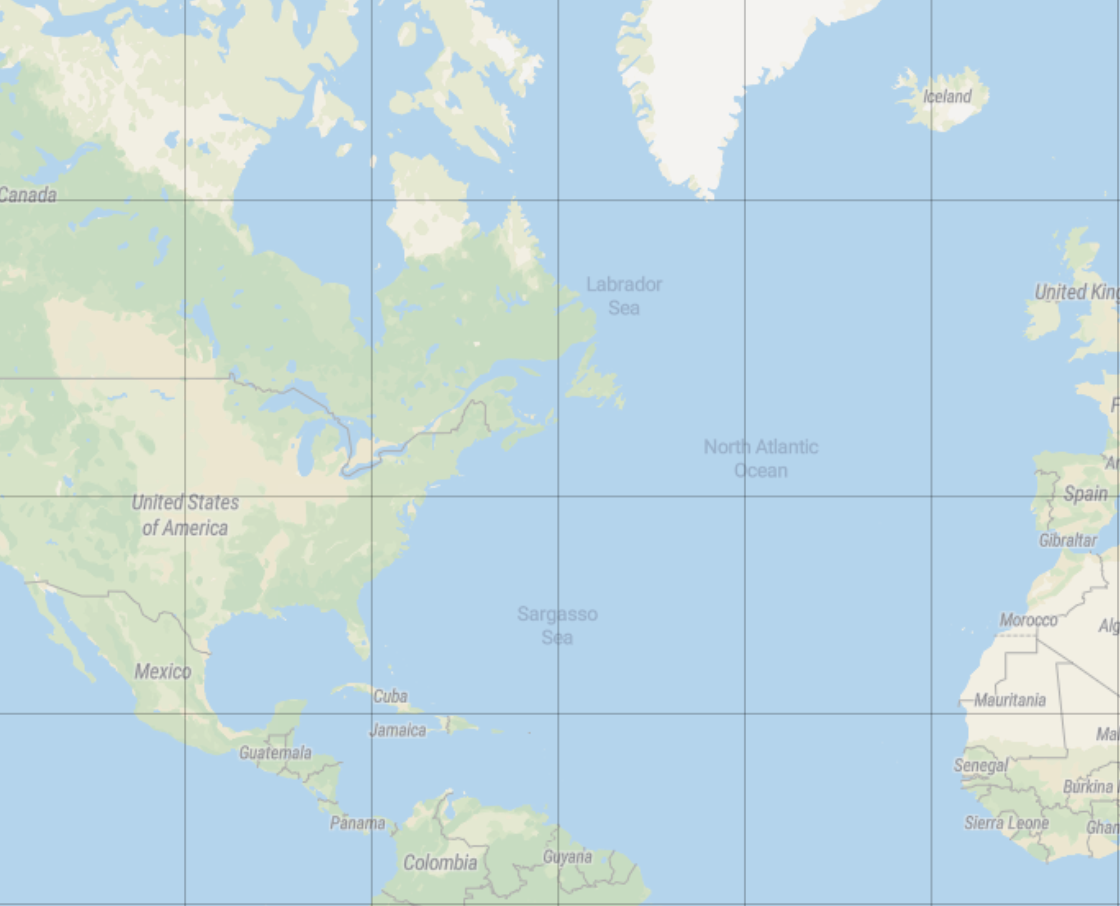 Iceland
Canada
Labrador
Sea
United King
F
North Atlantic
Ocean
An
United States
of America
Spain
Gibraltar
Sargasso
Sea
Morocco
Alg
Mexico
Cuba
Mauritania
Jamaica
Mal
Guatemala
Senegal
Burkina
Panama
Sierra Leone
Ghan
Colombia
Guyana